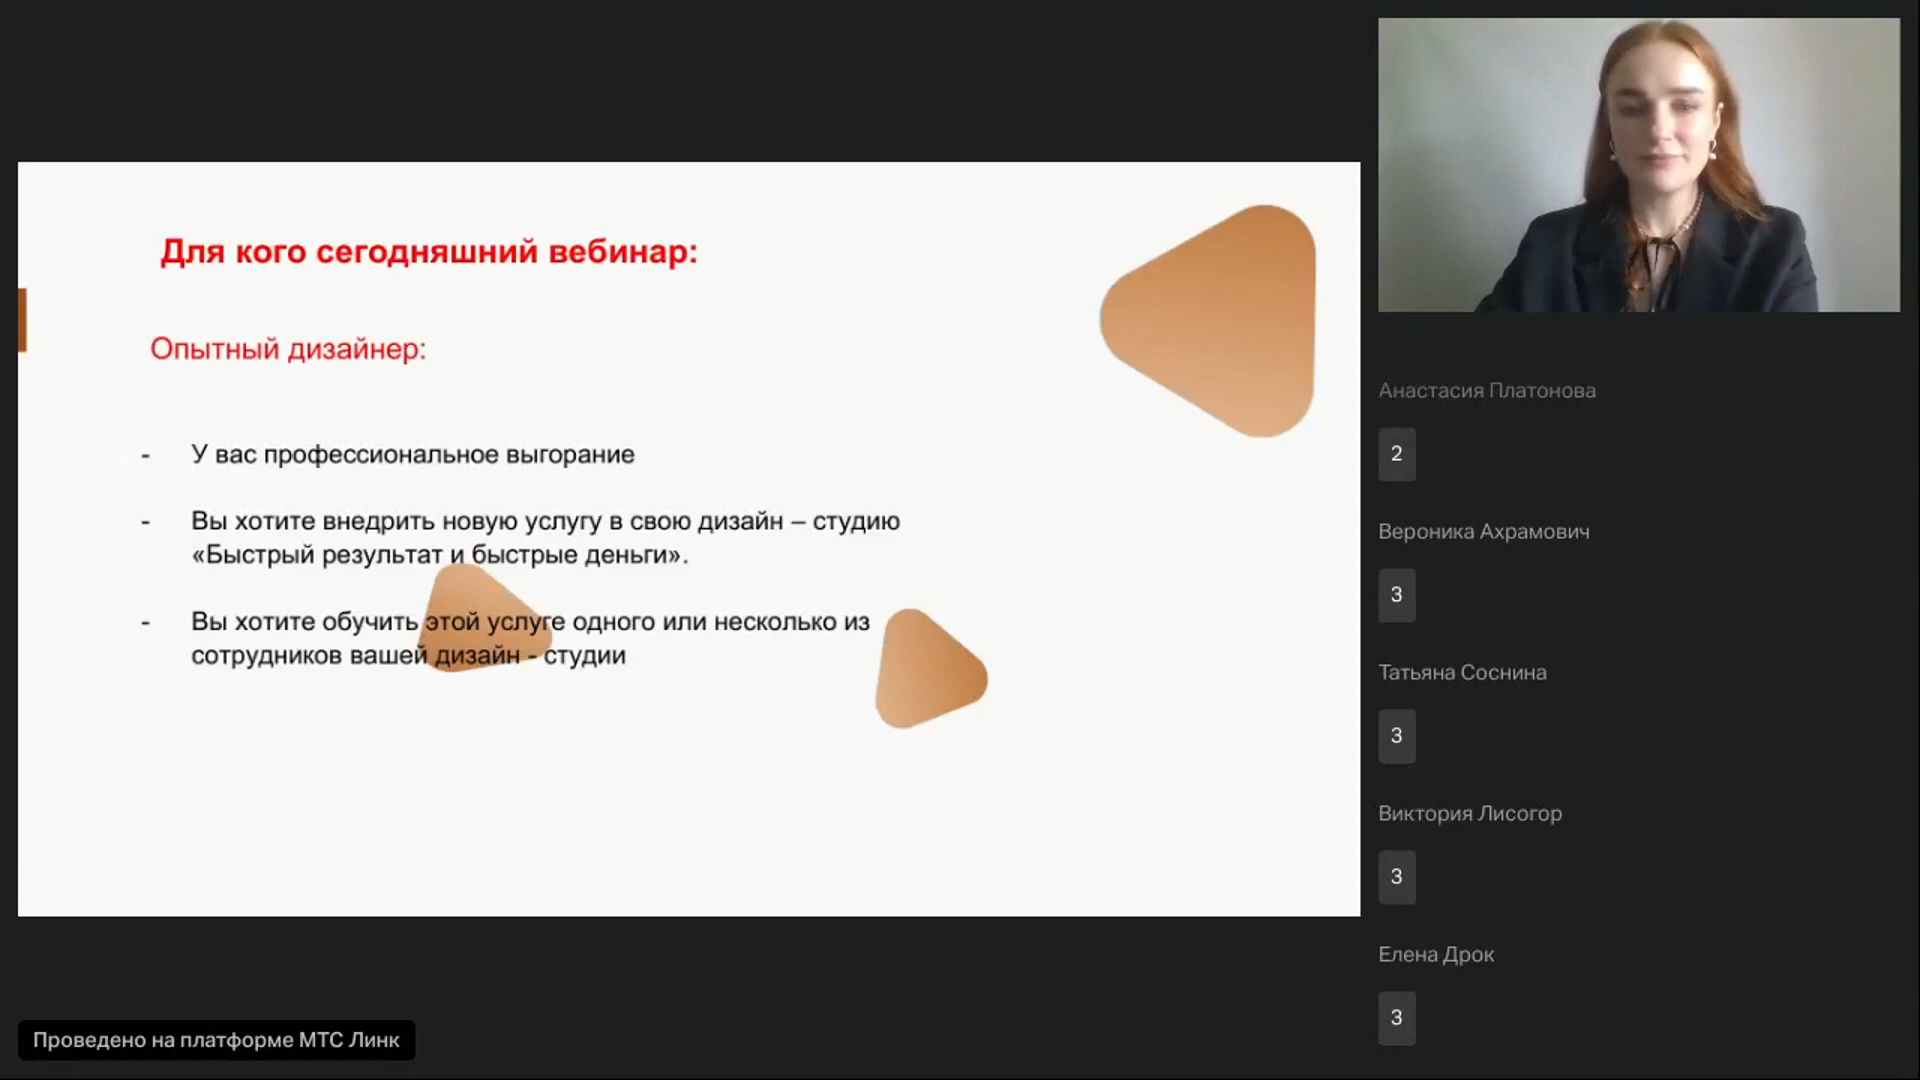 Для кого сегодняшний вебинар:
Опытный дизайнер:
- У вас профессиональное выгорание
- Вы хотите внедрить новую услугу в свою дизайн – студию
«Быстрый результат и быстрые деньги».
- Вы хотите обучить этой услуге одного или несколько из
сотрудников вашей дизайн - студии
Анастасия Платонова
2
Вероника Ахрамович
3
Татьяна Соснина
3
Виктория Лисогор
3
Елена Дрок
3
Проведено на платформе МТС Линк